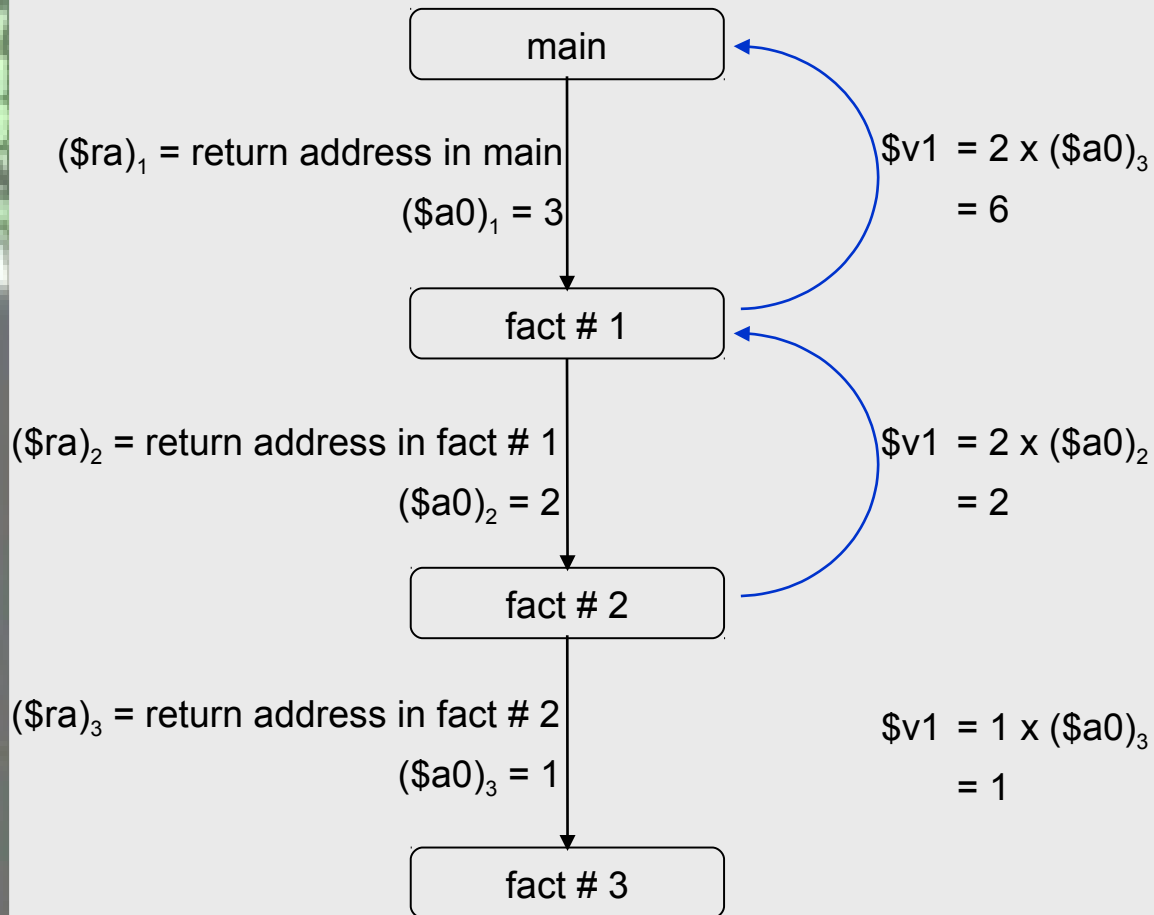 main
($ra)₁ = return address in main
($a0)₁ = 3
$v1 = 2 x ($a0)₃
= 6
fact # 1
($ra)₂ = return address in fact # 1
($a0)₂ = 2
$v1 = 2 x ($a0)₂
= 2
fact # 2
($ra)₃ = return address in fact # 2
($a0)₃ = 1
$v1 = 1 x ($a0)₃
= 1
fact # 3